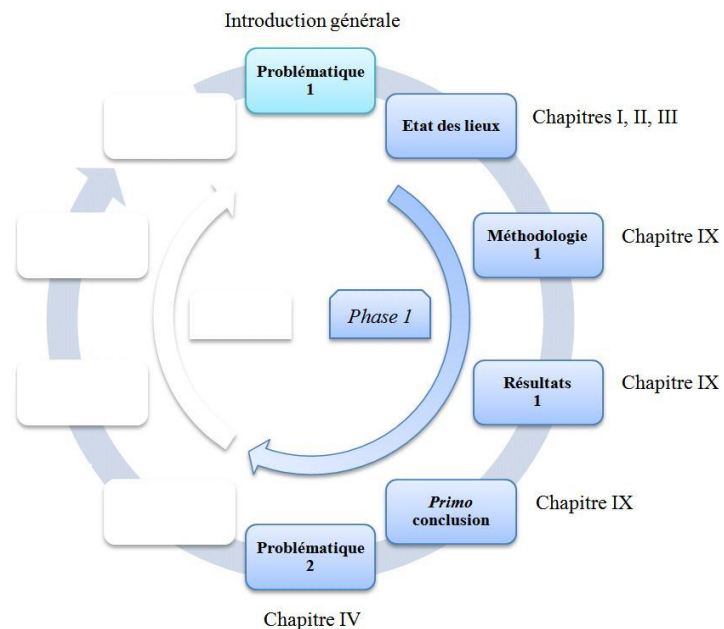 Introduction générale
Problématique
1
Etat des lieux
Chapitres I, II, III
Méthodologie
1
Chapitre IX
Phase 1
Résultats
1
Chapitre IX
Primo
conclusion
Chapitre IX
Problématique
2
Chapitre IV